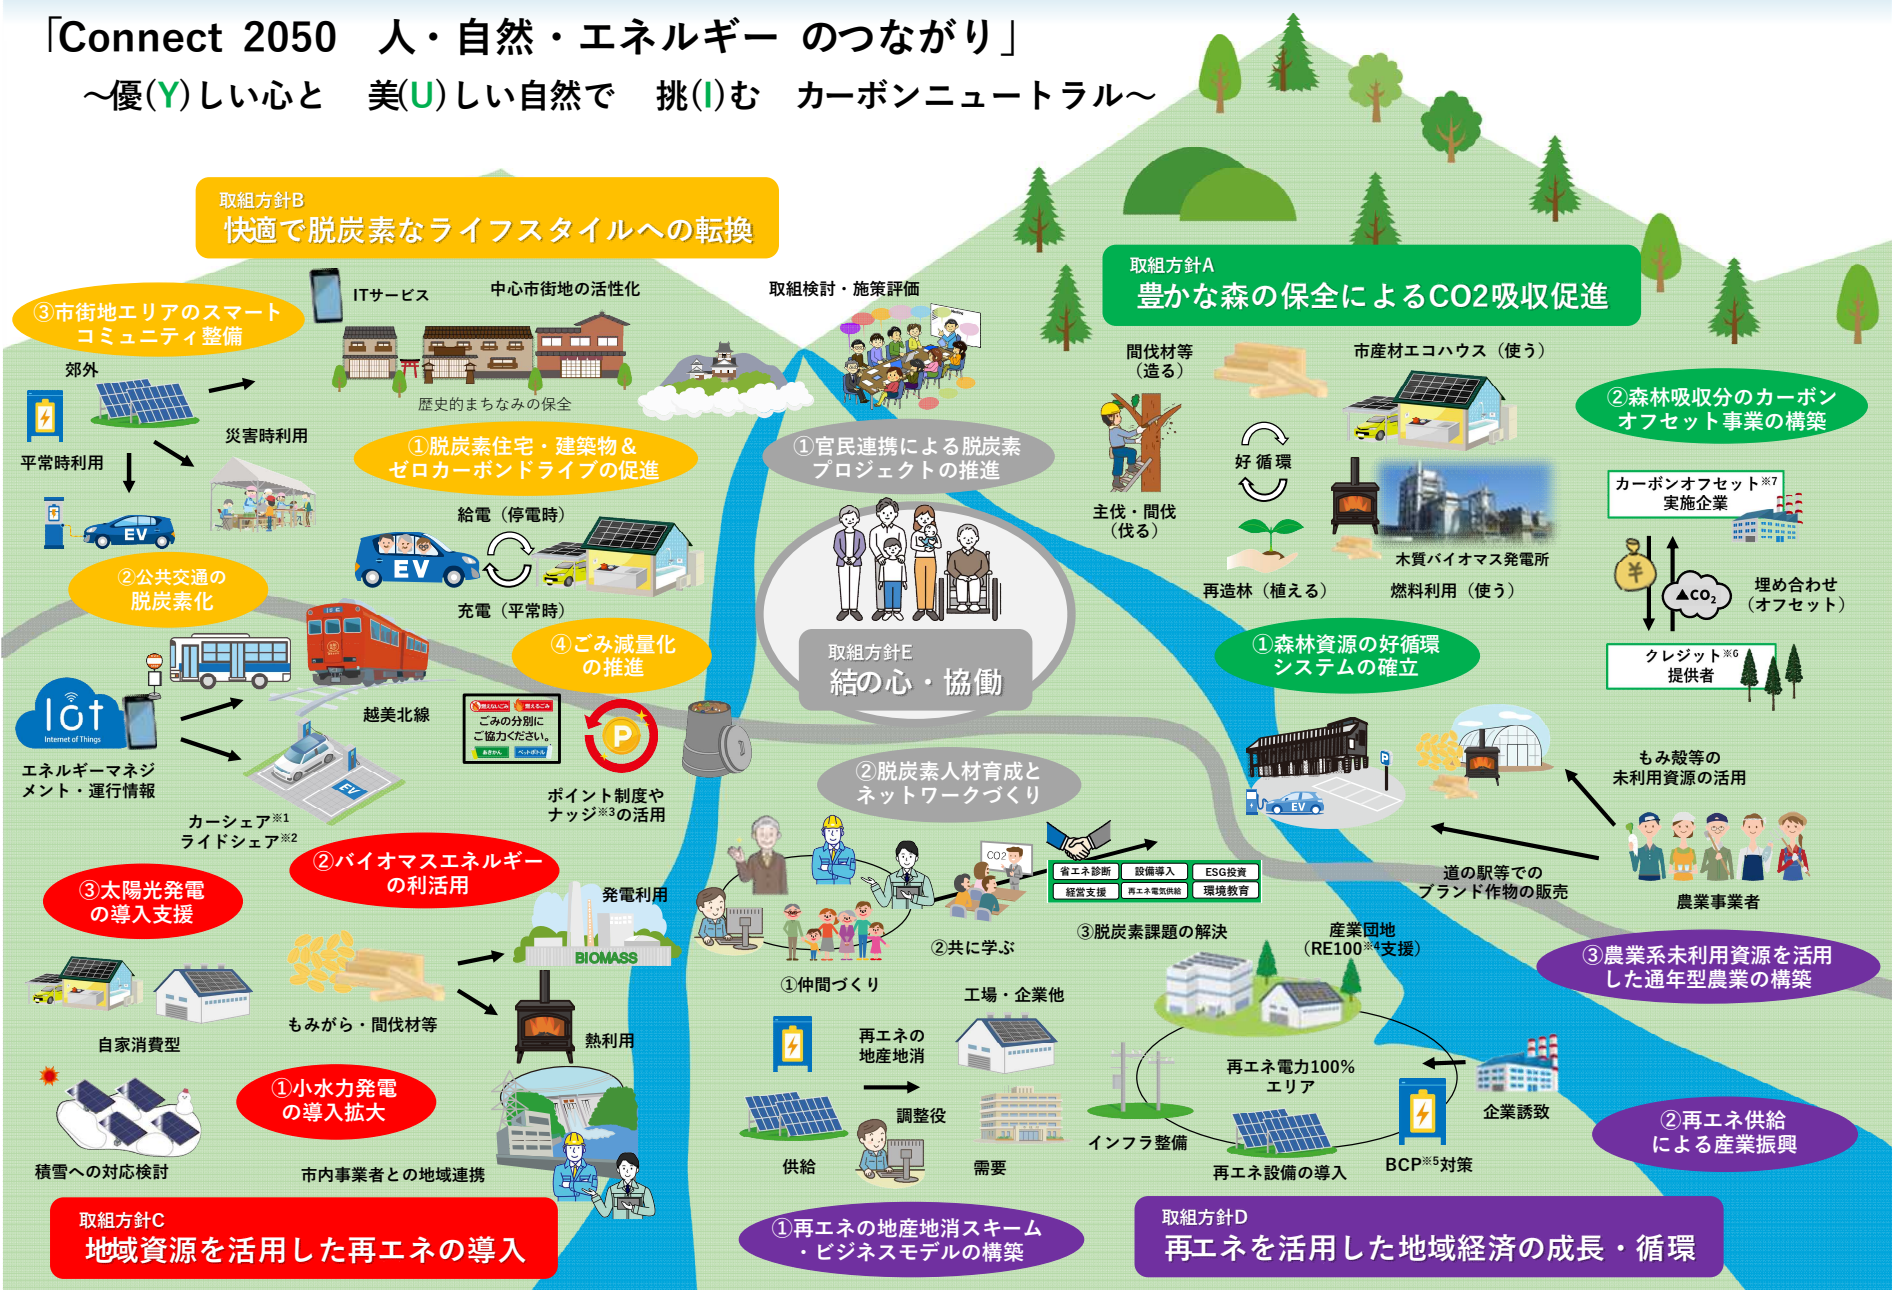 「Connect 2050　人・自然・エネルギー のつながり」
～優(Y)しい心と　美(U)しい自然で　挑(I)む　カーボンニュートラル～
取組方針B
快適で脱炭素なライフスタイルへの転換
③市街地エリアのスマート
コミュニティ整備
ITサービス
中心市街地の活性化
歴史的まちなみの保全
郊外
平常時利用
災害時利用
EV
①脱炭素住宅・建築物＆
ゼロカーボンドライブの促進
給電（停電時）
EV
充電（平常時）
②公共交通の
脱炭素化
IoT
Internet of Things
エネルギーマネジ
メント・運行情報
越美北線
EV
カーシェア※1
ライドシェア※2
④ごみ減量化
の推進
燃えないごみ
燃えるごみ
ごみの分別に
ご協力ください。
あきかん
ペットボトル
P
ポイント制度や
ナッジ※3の活用
取組検討・施策評価
①官民連携による脱炭素
プロジェクトの推進
取組方針E
結の心・協働
②脱炭素人材育成と
ネットワークづくり
CO2
①仲間づくり
②共に学ぶ
省エネ診断
設備導入
ESG投資
経営支援
再エネ電気供給
環境教育
③脱炭素課題の解決
取組方針A
豊かな森の保全によるCO2吸収促進
間伐材等
（造る）
市産材エコハウス（使う）
主伐・間伐
（伐る）
好循環
再造林（植える）
木質バイオマス発電所
燃料利用（使う）
①森林資源の好循環
システムの確立
②森林吸収分のカーボン
オフセット事業の構築
カーボンオフセット※7
実施企業
¥
▲CO2
埋め合わせ
（オフセット）
クレジット※6
提供者
P
EV
もみ殻等の
未利用資源の活用
道の駅等での
ブランド作物の販売
農業事業者
③農業系未利用資源を活用
した通年型農業の構築
②バイオマスエネルギー
の利活用
③太陽光発電
の導入支援
発電利用
BIOMASS
もみがら・間伐材等
熱利用
自家消費型
①小水力発電
の導入拡大
積雪への対応検討
市内事業者との地域連携
取組方針C
地域資源を活用した再エネの導入
再エネの
地産地消
工場・企業他
調整役
供給
需要
①再エネの地産地消スキーム
・ビジネスモデルの構築
産業団地
（RE100※4支援）
再エネ電力100%
エリア
インフラ整備
再エネ設備の導入
BCP※5対策
企業誘致
②再エネ供給
による産業振興
取組方針D
再エネを活用した地域経済の成長・循環